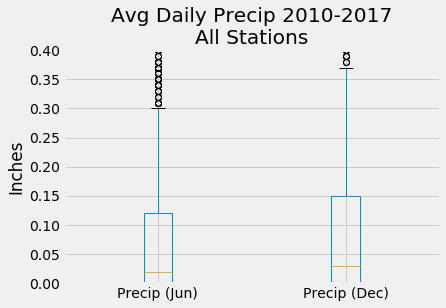 Avg Daily Precip 2010-2017
All Stations
0.40
0.35
0.30
0.25
0.20
0.15
0.10
0.05
0.00
Inches
Precip (Jun)
Precip (Dec)